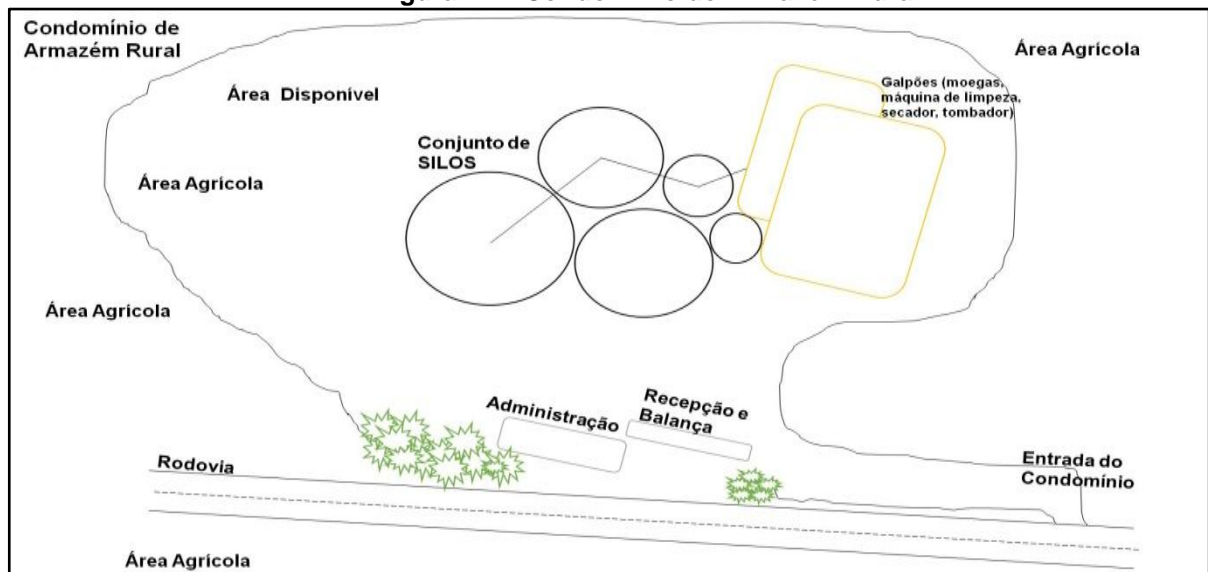 Condomínio de
Armazém Rural
Área Agrícola
Galpões (moegas,
máquina de limpeza,
secador, tombador)
Área Disponível
Conjunto de
SILOS
Área Agrícola
Área Agrícola
Administração
Recepção e
Balança
Rodovia
Entrada do
Condomínio
Área Agrícola